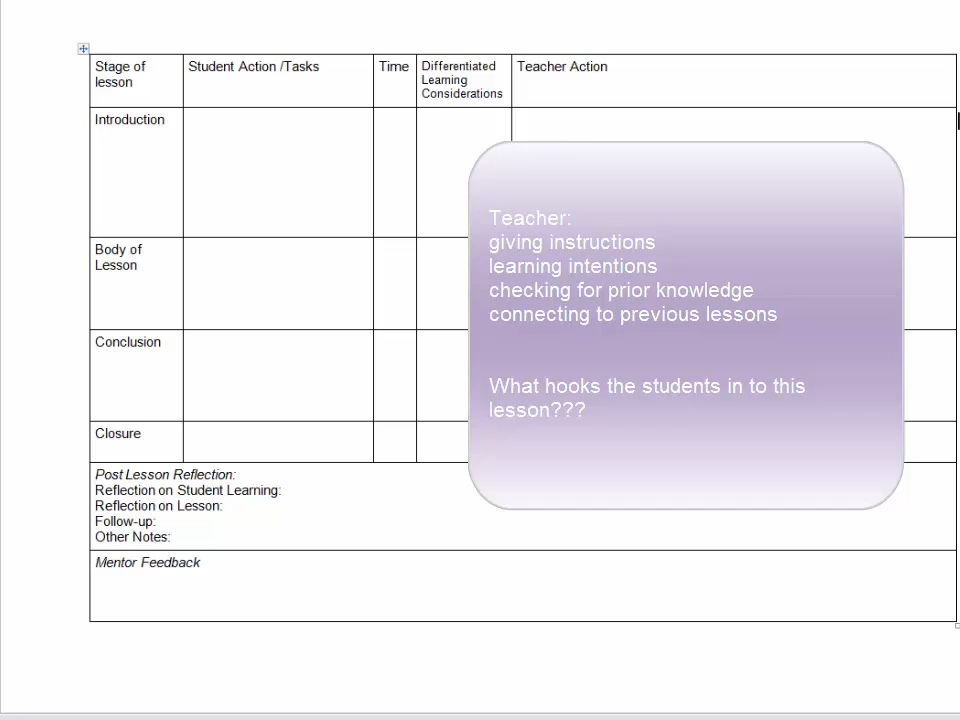 Stage of
lesson
Student Action /Tasks
Time
Differentiated
Learning
Considerations
Teacher Action
Introduction
Teacher:
giving instructions
learning intentions
checking for prior knowledge
connecting to previous lessons
What hooks the students in to this
lesson???
Body of
Lesson
Conclusion
Closure
Post Lesson Reflection:
Reflection on Student Learning:
Reflection on Lesson:
Follow-up:
Other Notes:
Mentor Feedback